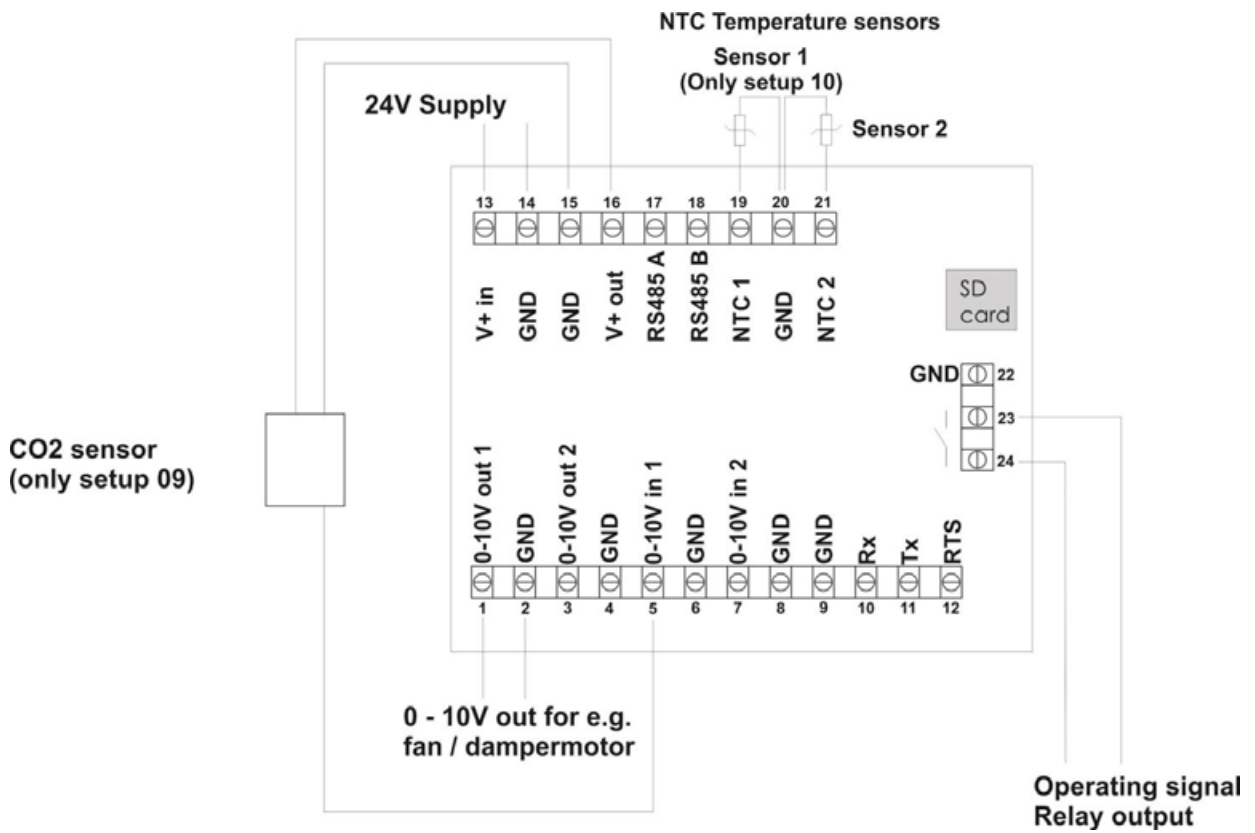 NTC Temperature sensors
Sensor 1
(Only setup 10)
24V Supply
Sensor 2
13 14 15 16 17 18 19 20 21
V+ in
GND
GND
V+ out
RS485 A
RS485 B
NTC 1
GND
NTC 2
SD
card
GND 22
23
24
CO2 sensor
(only setup 09)
0-10V out 1
GND
0-10V out 2
GND
0-10V in 1
GND
0-10V in 2
GND
GND
Rx
Tx
RTS
1 2 3 4 5 6 7 8 9 10 11 12
0 - 10V out for e.g.
fan / dampermotor
Operating signal
Relay output